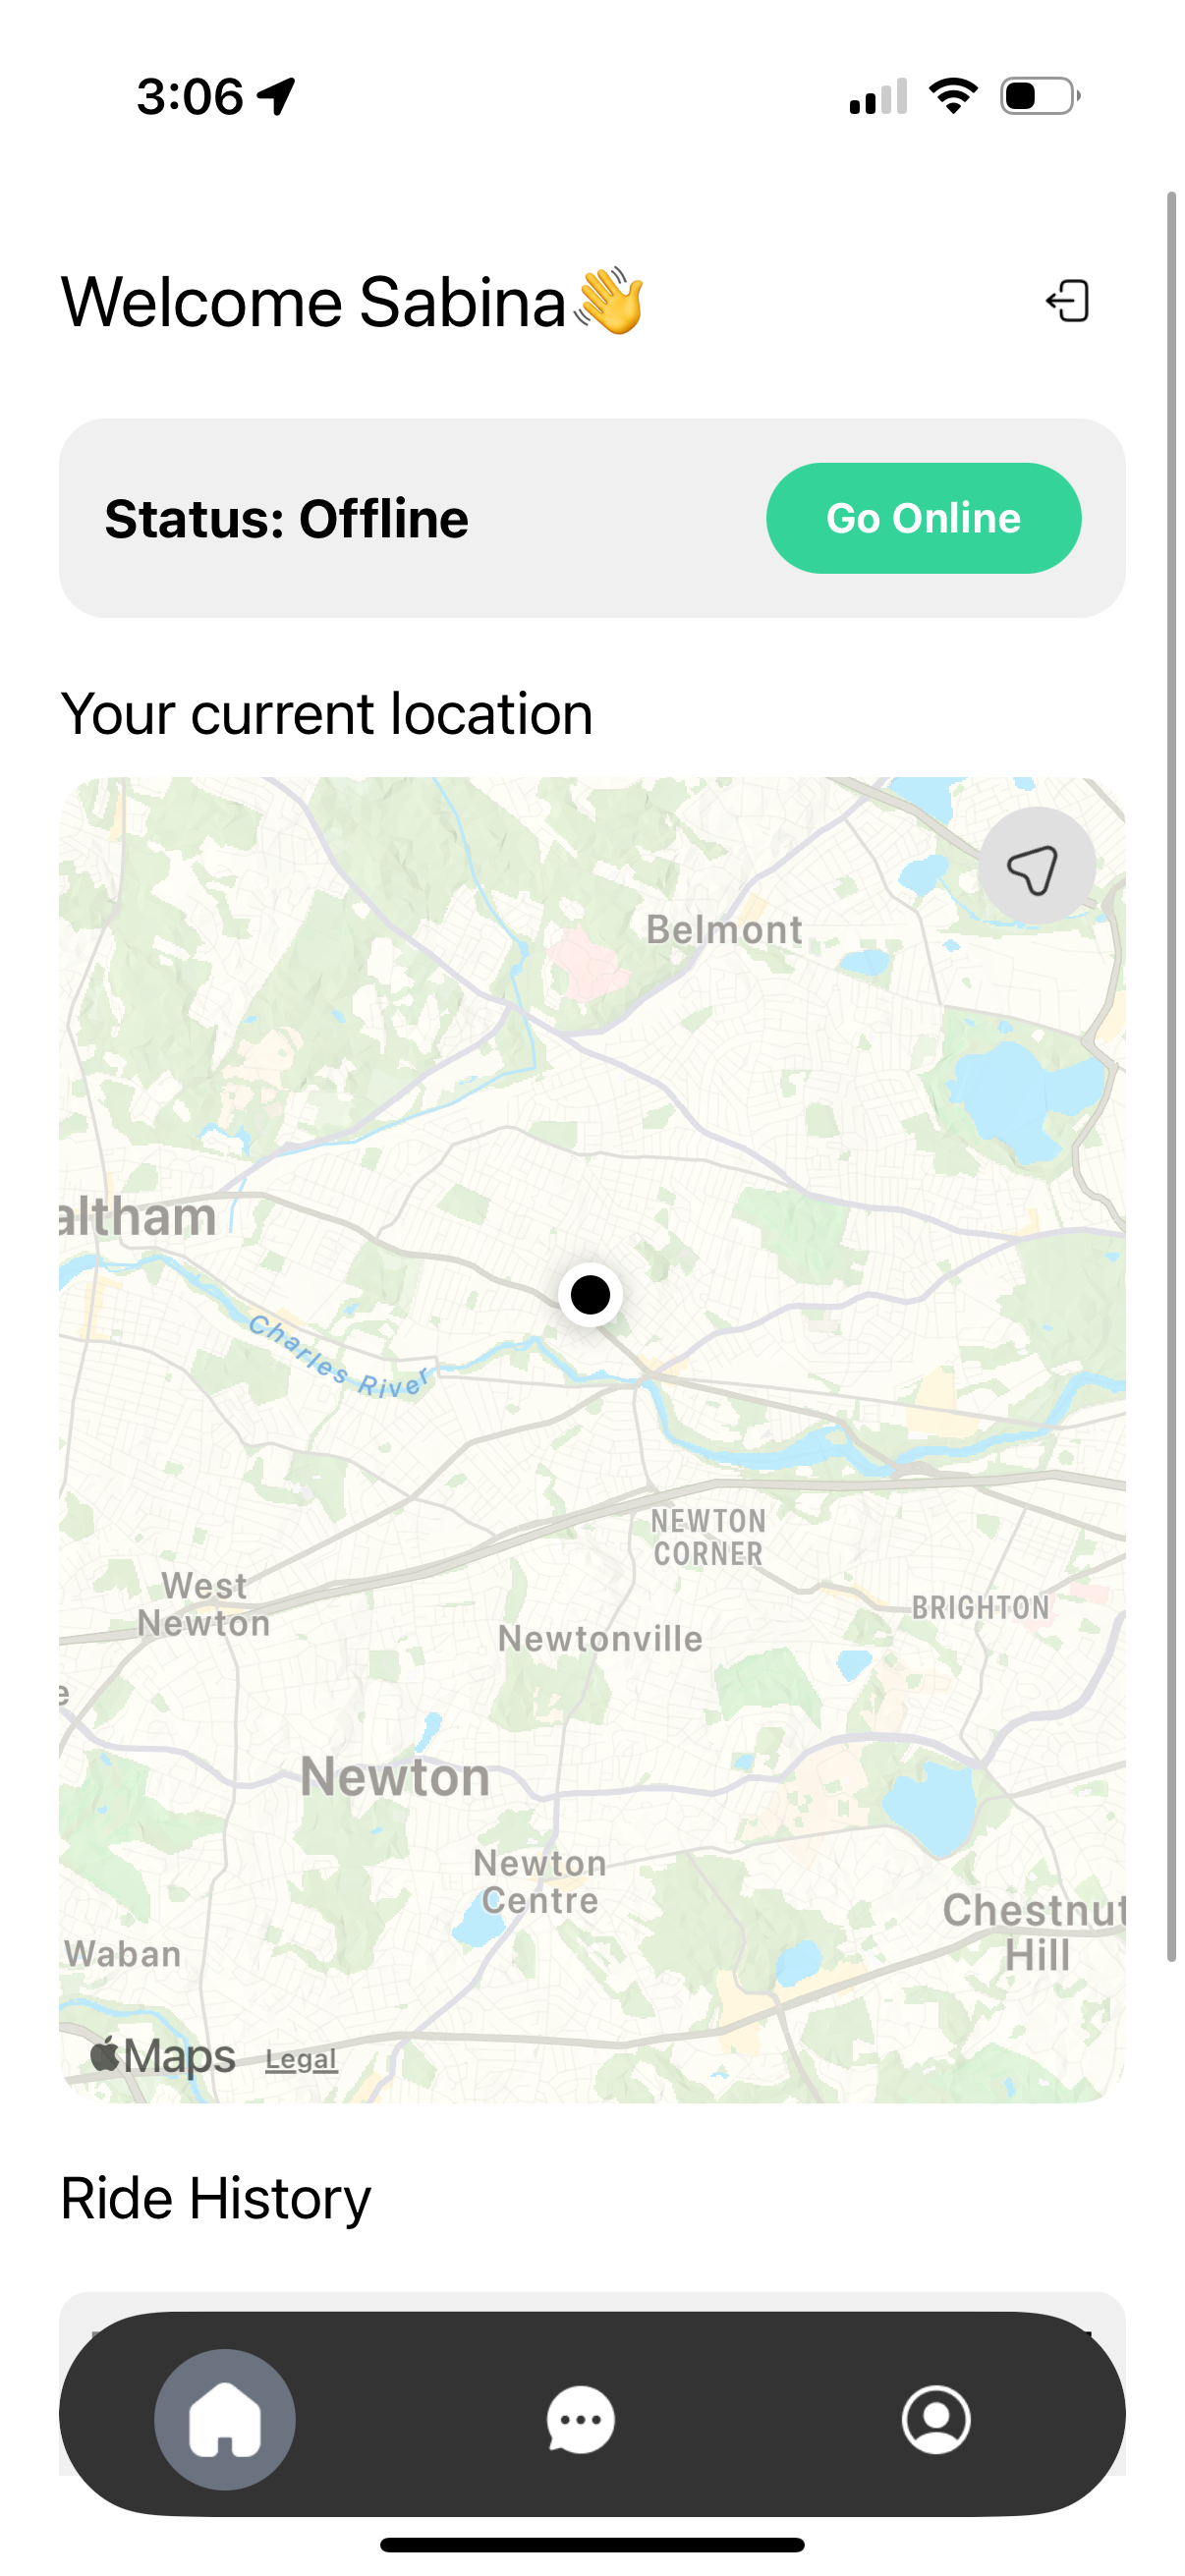 3:06
Welcome Sabina👋
Status: Offline
Go Online
Your current location
Belmont
altham
Charles River
NEWTON
CORNER
West
Newton
BRIGHTON
Newtonville
e
Newton
Newton
Centre
Chestnut
Hill
Waban
Maps
Legal
Ride History